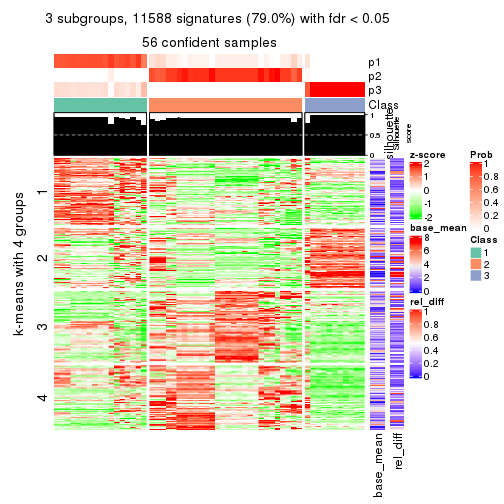 3 subgroups, 11588 signatures (79.0%) with fdr < 0.05
56 confident samples
p1
p2
p3
Class
1
0.5
0
silhouette
Silhouette
score
k-means with 4 groups
1
2
3
4
base_mean
rel_diff
z-score
2
1
0
-1
-2
base_mean
8
6
4
2
0
rel_diff
1
0.8
0.6
0.4
0.2
0
Prob
1
0.8
0.6
0.4
0.2
0
Class
1
2
3